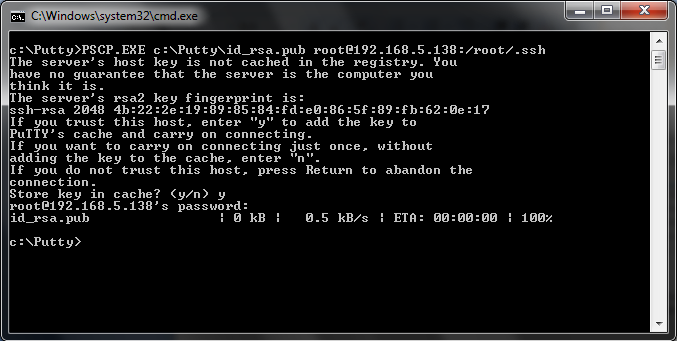 C:\Windows\system32\cmd.exe
c:\Putty>PSCP.EXE c:\Putty\id_rsa.pub root@192.168.5.138:/root/.ssh
The server's host key is not cached in the registry. You
have no guarantee that the server is the computer you
think it is.
The server's rsa2 key fingerprint is:
ssh-rsa 2048 4b:22:2e:19:89:85:84:fd:e0:86:5f:89:fb:62:0e:17
If you trust this host, enter "y" to add the key to
PuTTY's cache and carry on connecting.
If you want to carry on connecting just once, without
adding the key to the cache, enter "n".
If you do not trust this host, press Return to abandon the
connection.
Store key in cache? (y/n) y
root@192.168.5.138's password:
id_rsa.pub | 0 kB | 0.5 kB/s | ETA: 00:00:00 | 100%
c:\Putty>